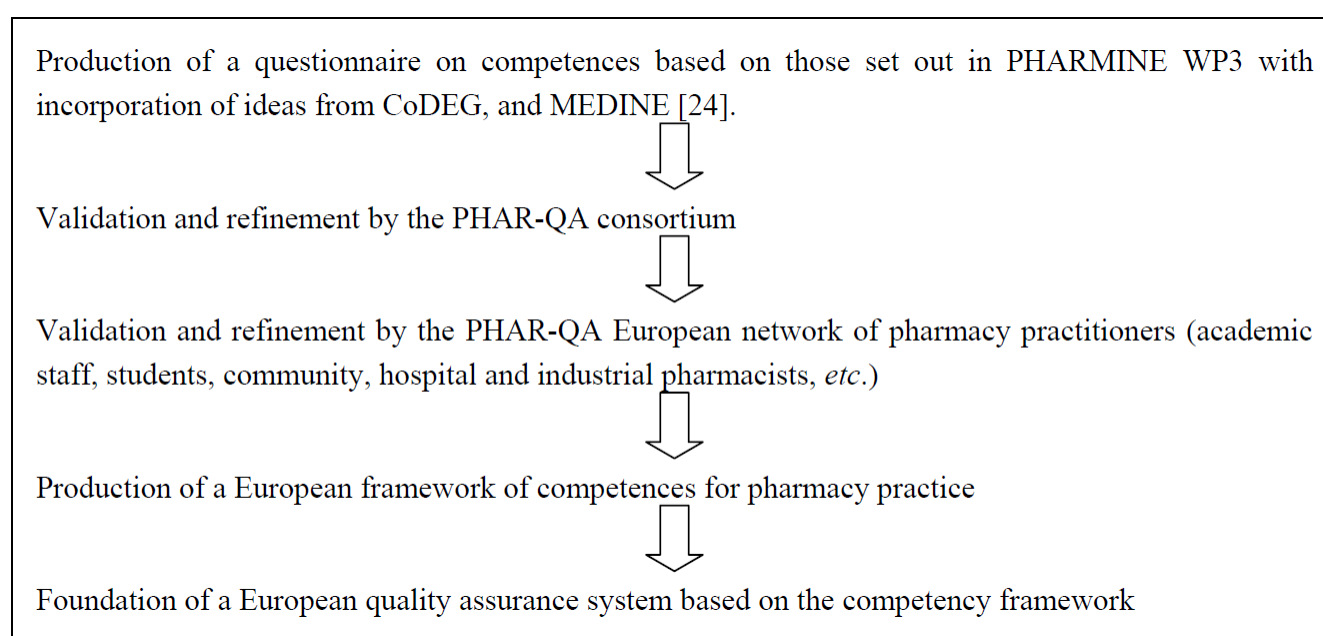 Production of a questionnaire on competences based on those set out in PHARMINE WP3 with
incorporation of ideas from CoDEG, and MEDINE [24].
Validation and refinement by the PHAR-QA consortium
Validation and refinement by the PHAR-QA European network of pharmacy practitioners (academic
staff, students, community, hospital and industrial pharmacists, etc.)
Production of a European framework of competences for pharmacy practice
Foundation of a European quality assurance system based on the competency framework